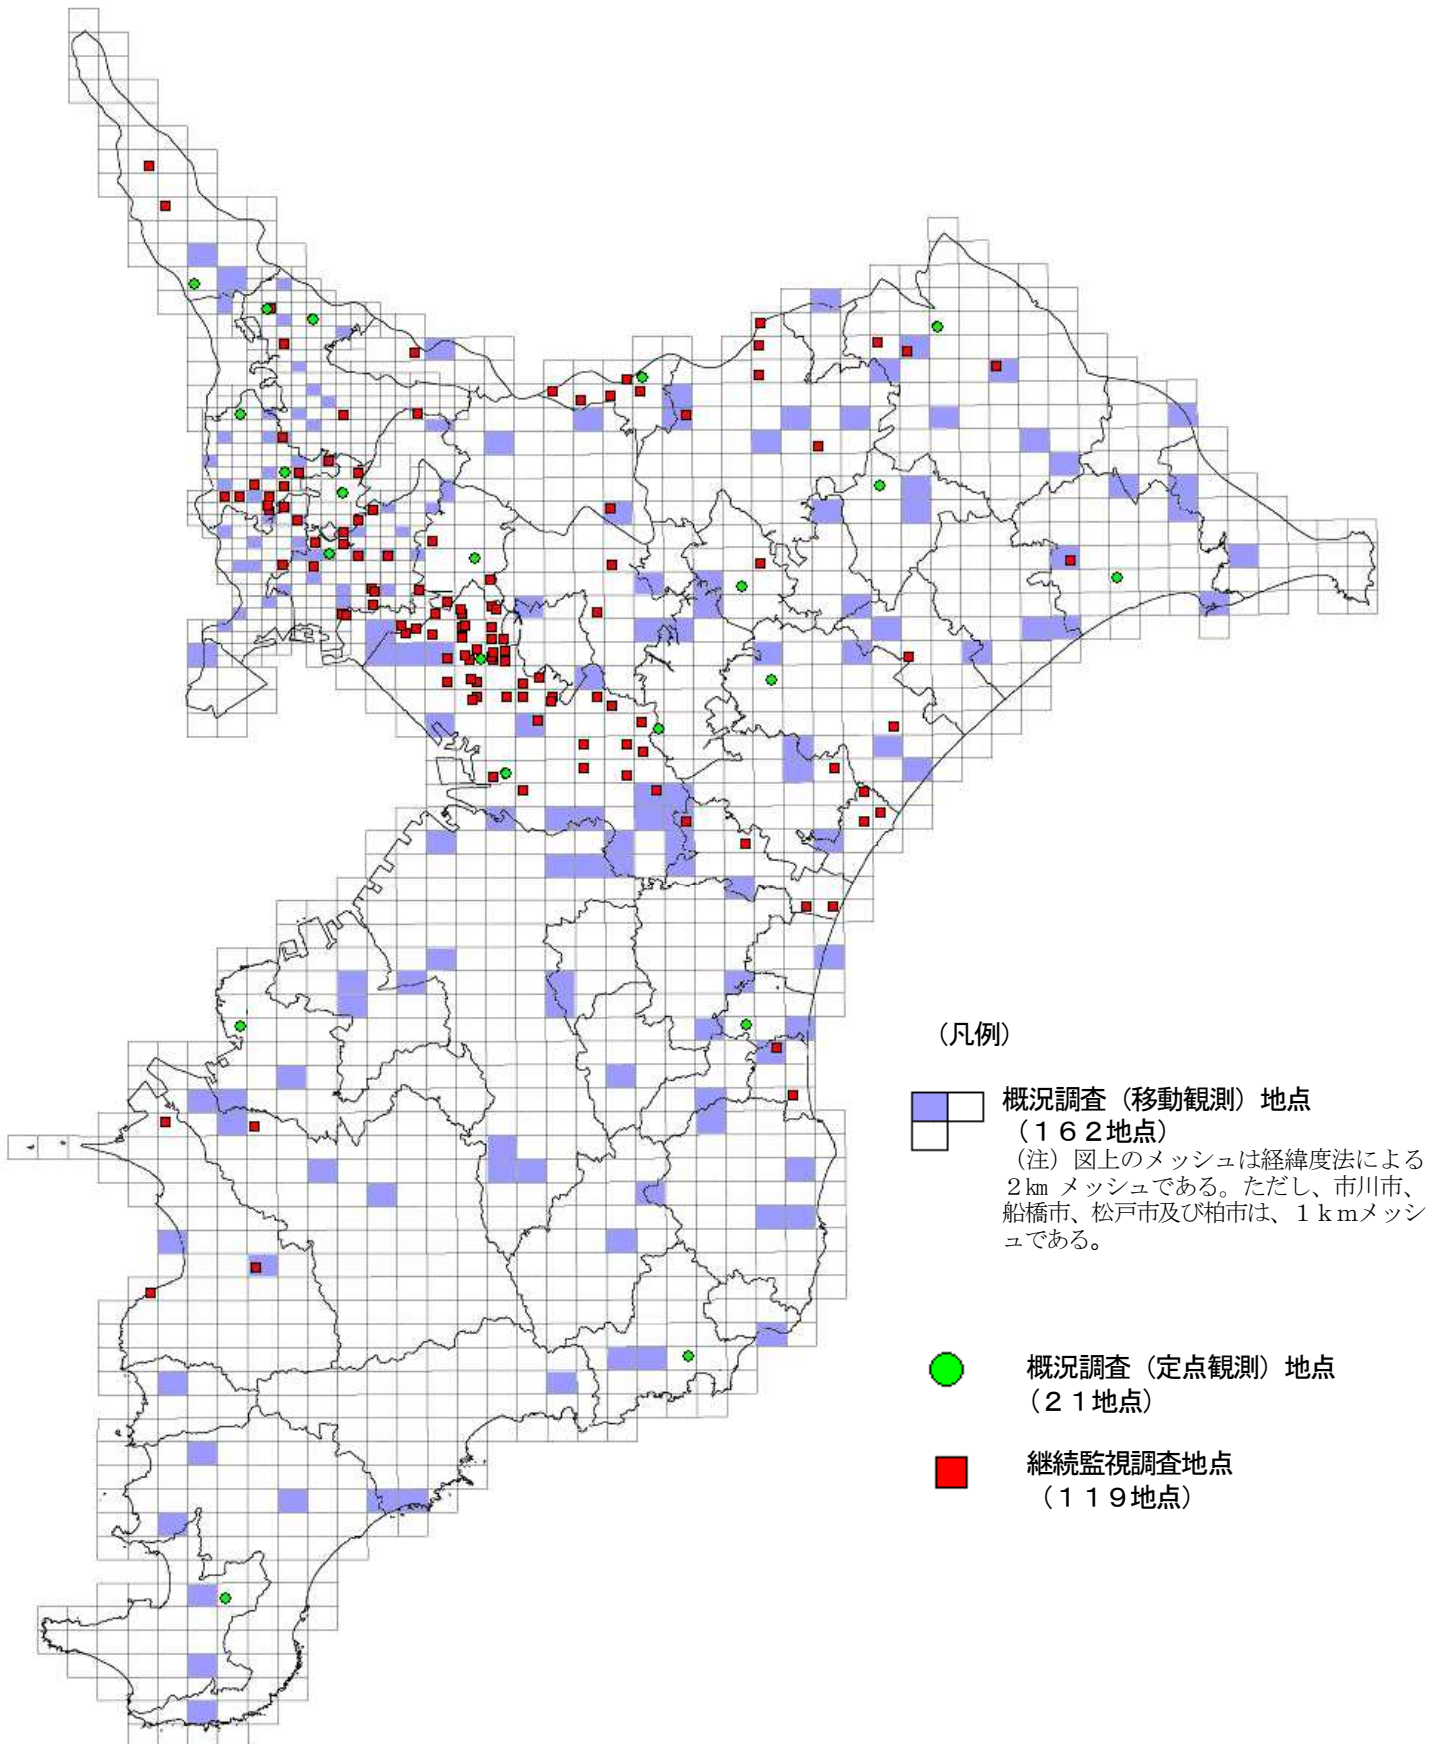 （凡例）
概況調査（移動観測）地点
（１６２地点）
（注）図上のメッシュは経緯度法による
２㎞ メッシュである。ただし、市川市、
船橋市、松戸市及び柏市は、１ｋｍメッシ
ュである。
概況調査（定点観測）地点
（２１地点）
継続監視調査地点
（１１９地点）